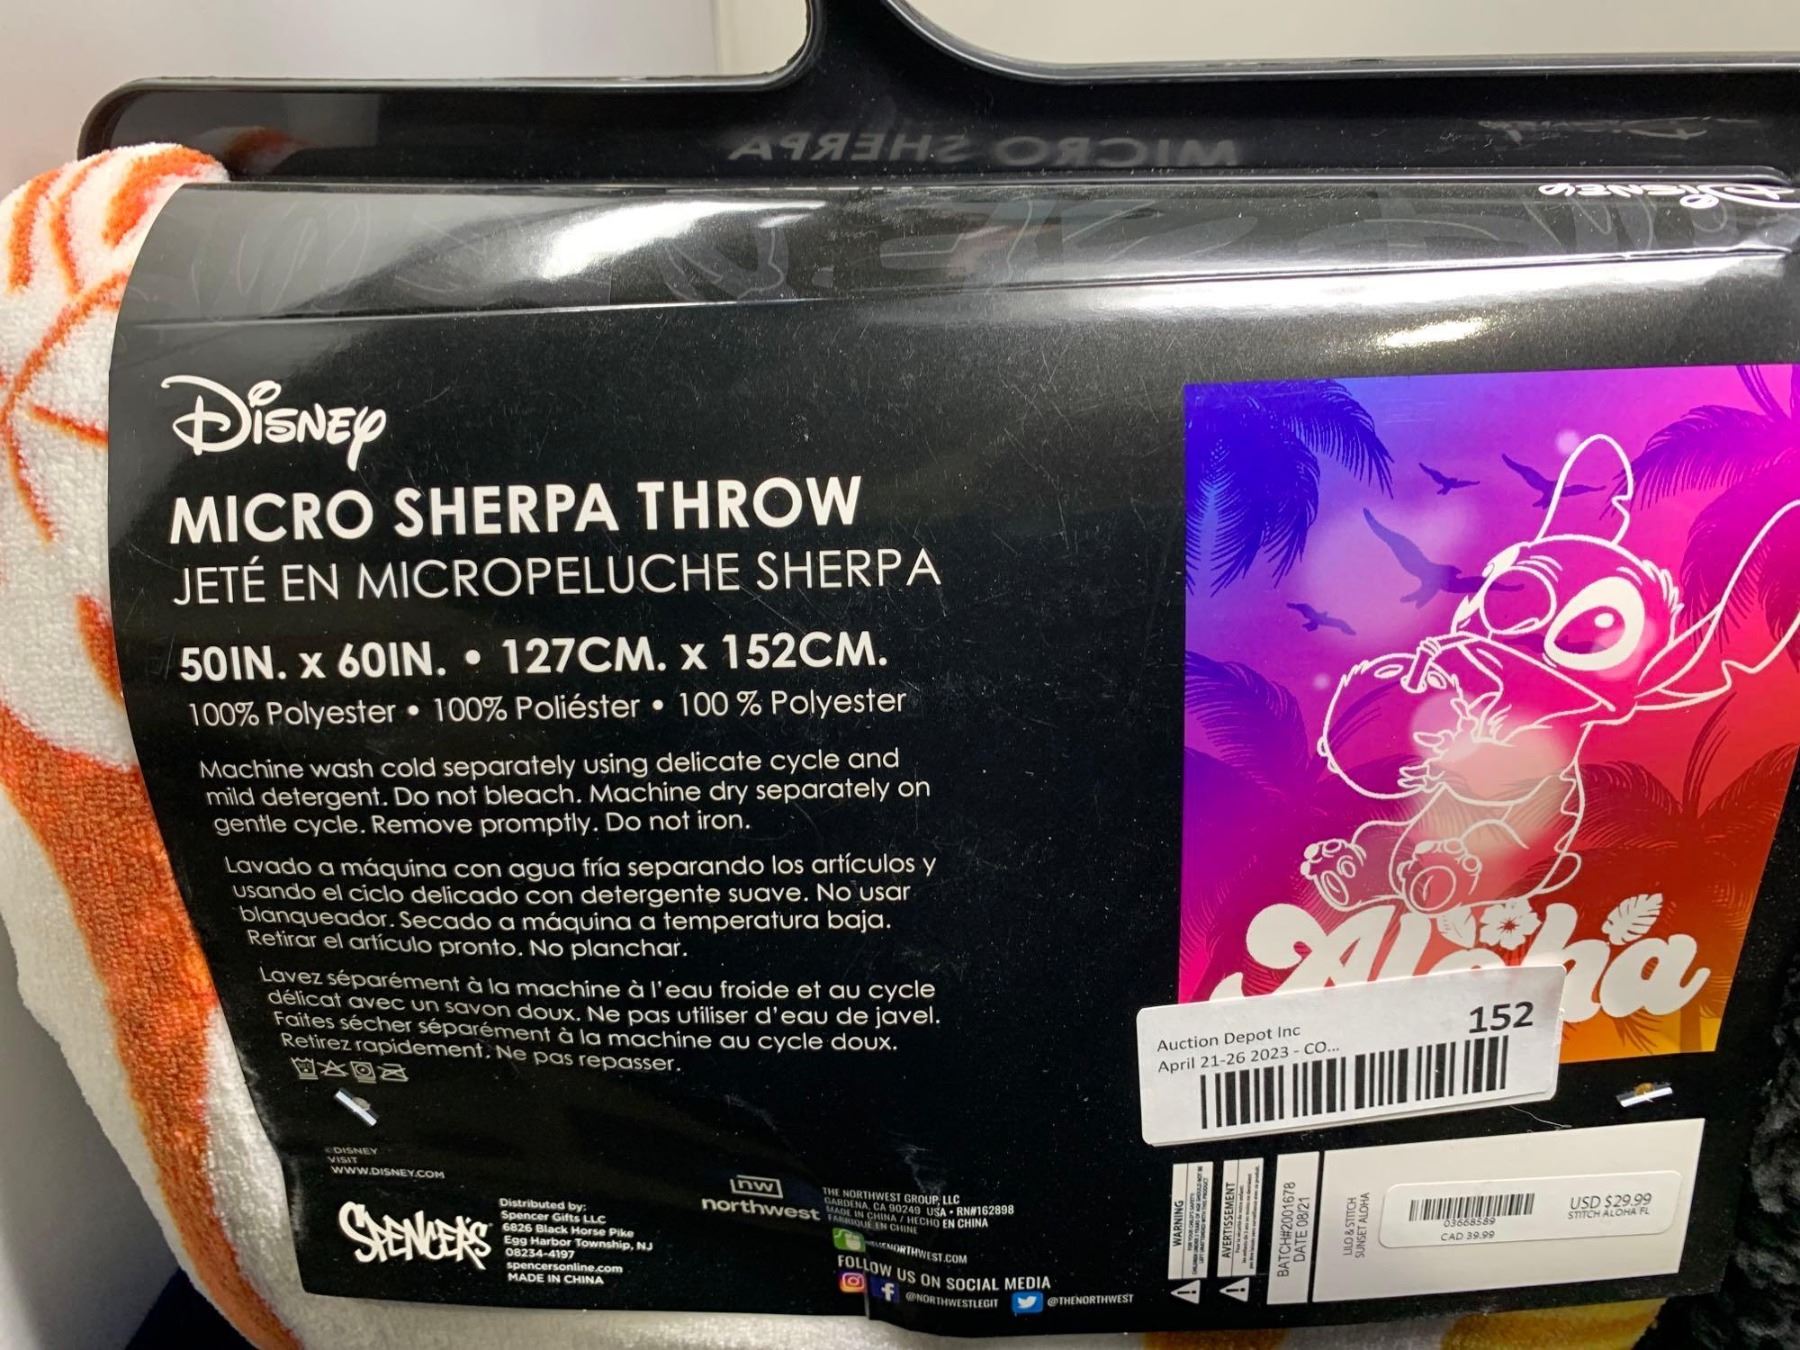 MICRO SHERPA
DISNEY
DISNEY
MICRO SHERPA THROW
JETÉ EN MICROPELUCHE SHERPA
50IN. x 60IN. • 127CM. x 152CM.
100% Polyester • 100% Poliéster • 100 % Polyester
Machine wash cold separately using delicate cycle and
mild detergent. Do not bleach. Machine dry separately on
gentle cycle. Remove promptly. Do not iron.
Lavado a máquina con agua fría separando los artículos y
usando el ciclo delicado con detergente suave. No usar
blanqueador. Secado a máquina a temperatura baja.
Retirar el artículo pronto. No planchar.
Lavez séparément à la machine à l'eau froide et au cycle
délicat avec un savon doux. Ne pas utiliser d'eau de javel.
Faites sécher séparément à la machine au cycle doux.
Retirez rapidement. Ne pas repasser.
©DISNEY
VISIT
WWW.DISNEY.COM
SPENCER'S
Distributed by:
Spencer Gifts LLC
6826 Black Horse Pike
Egg Harbor Township, NJ
08234-4197
spencersonline.com
MADE IN CHINA
nw
northwest
THE NORTHWEST GROUP, LLC
GARDENA, CA 90249 USA • RN#162898
MADE IN CHINA / HECHO EN CHINA
FABRIQUÉ EN CHINE
THENORTHWEST.COM
FOLLOW US ON SOCIAL MEDIA
@NORTHWESTLEGIT
@THENORTHWEST
Aloha
Auction Depot Inc
152
April 21-26 2023 - CO...
WARNING
AVERTISSEMENT
BATCH#2001678
DATE 08/21
LILO & STITCH
SUNSET ALOHA
03668589
CAD 39.99
USD $29.99
STITCH ALOHA FL